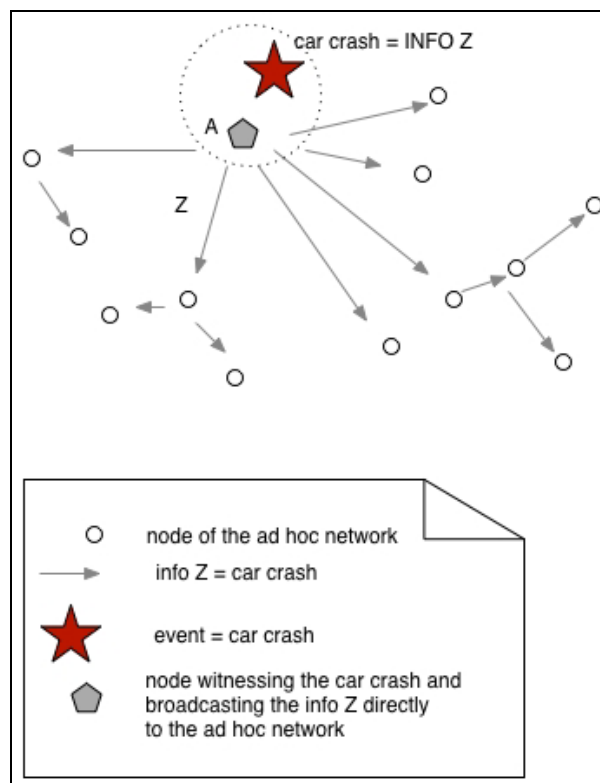 car crash = INFO Z
A
Z
node of the ad hoc network
info Z = car crash
event = car crash
node witnessing the car crash and
broadcasting the info Z directly
to the ad hoc network